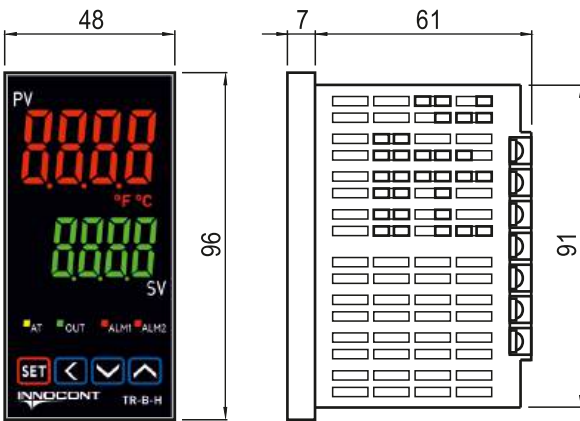 48
7
61
PV
8.8.8.8
°F °C
8.8.8.8
SV
AT OUT ALM1 ALM2
SET
INNOCONT TR-B-H
96
91